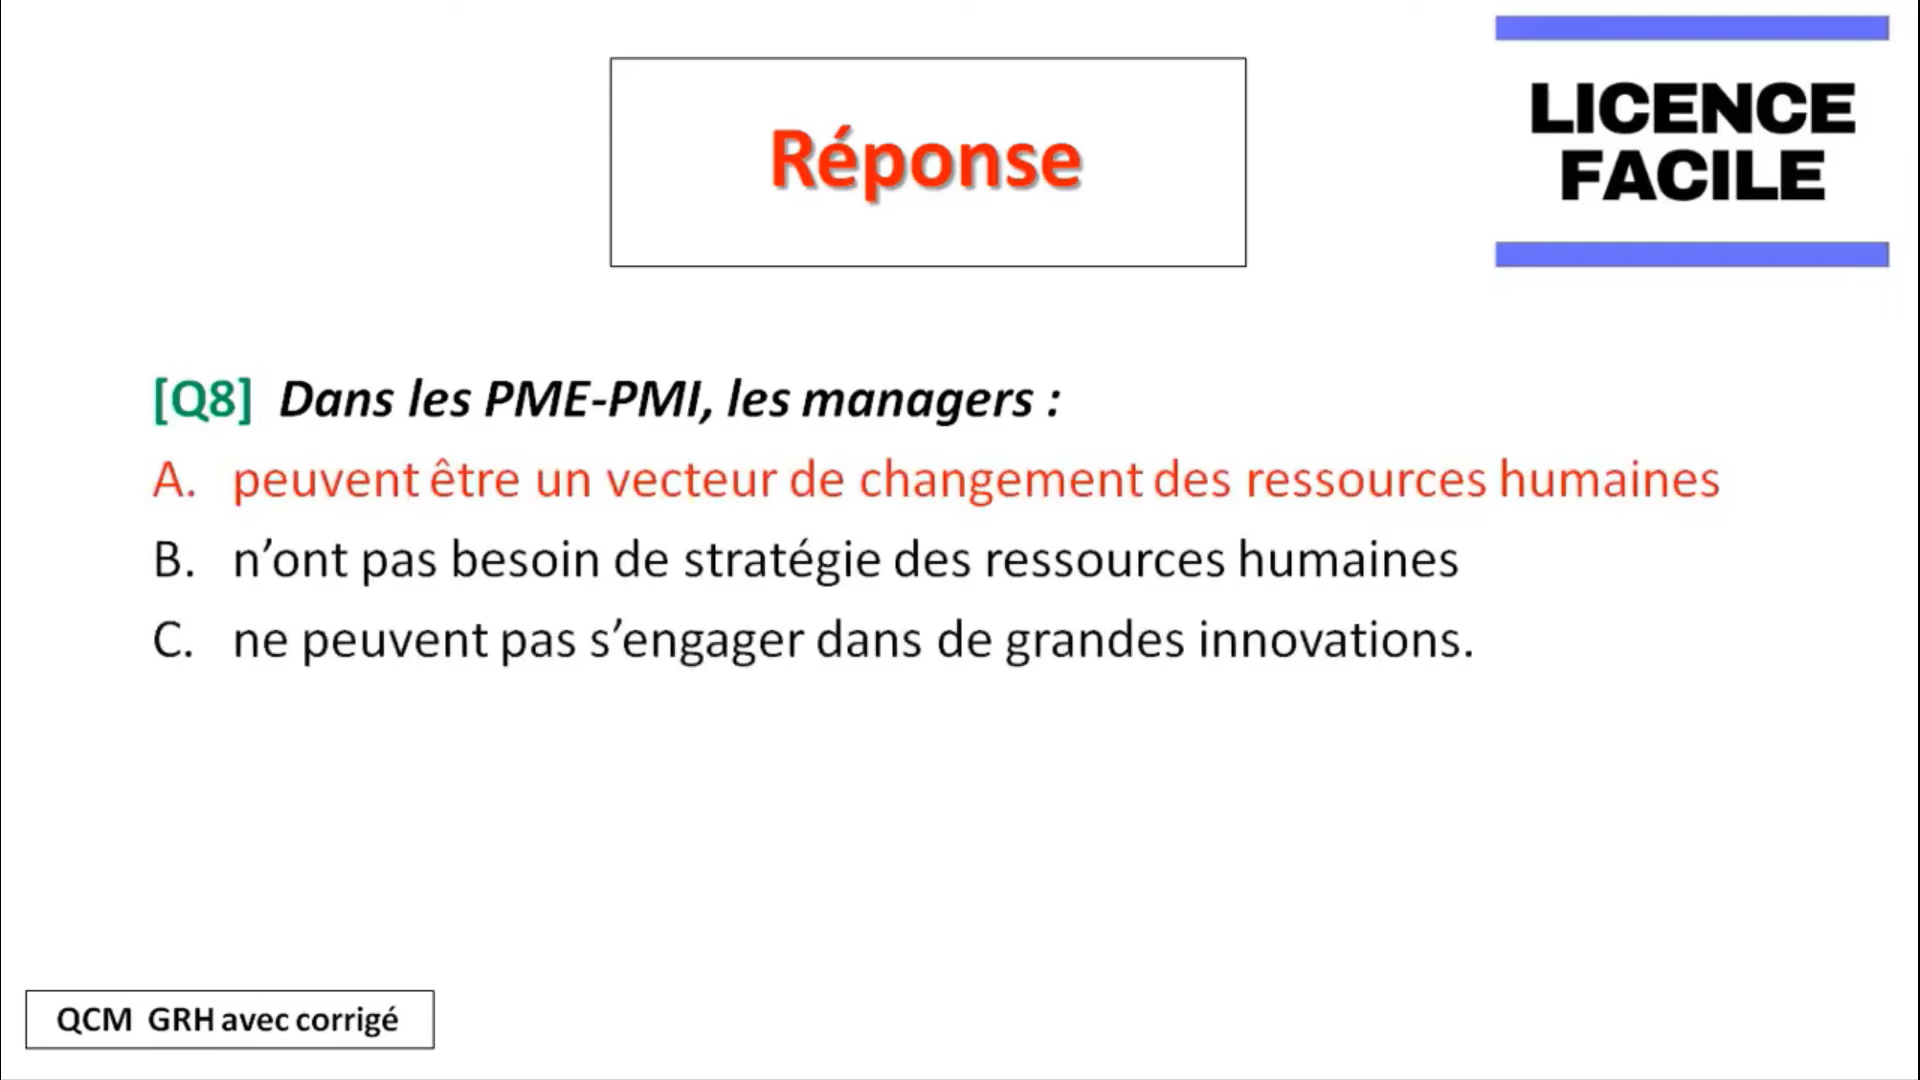 Réponse
LICENCE
FACILE
[Q8] Dans les PME-PMI, les managers :
A. peuvent être un vecteur de changement des ressources humaines
B. n’ont pas besoin de stratégie des ressources humaines
C. ne peuvent pas s’engager dans de grandes innovations.
QCM GRH avec corrigé